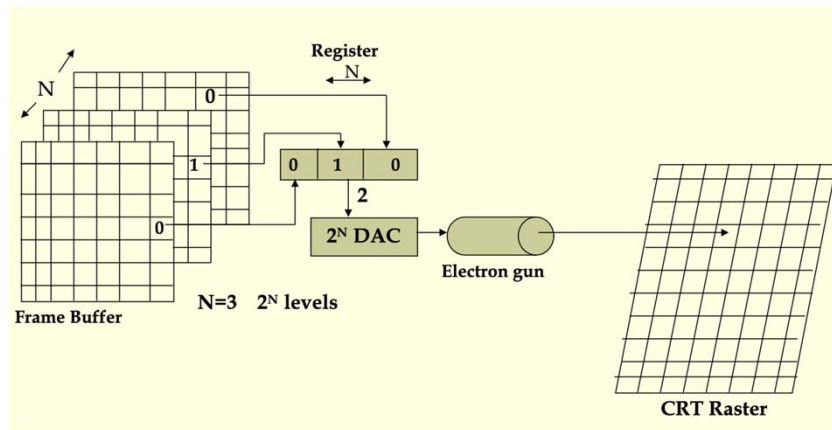 Register
N
N
0
1
0
0 1 0
2
2ᴺ DAC
Electron gun
Frame Buffer
N=3 2ᴺ levels
CRT Raster